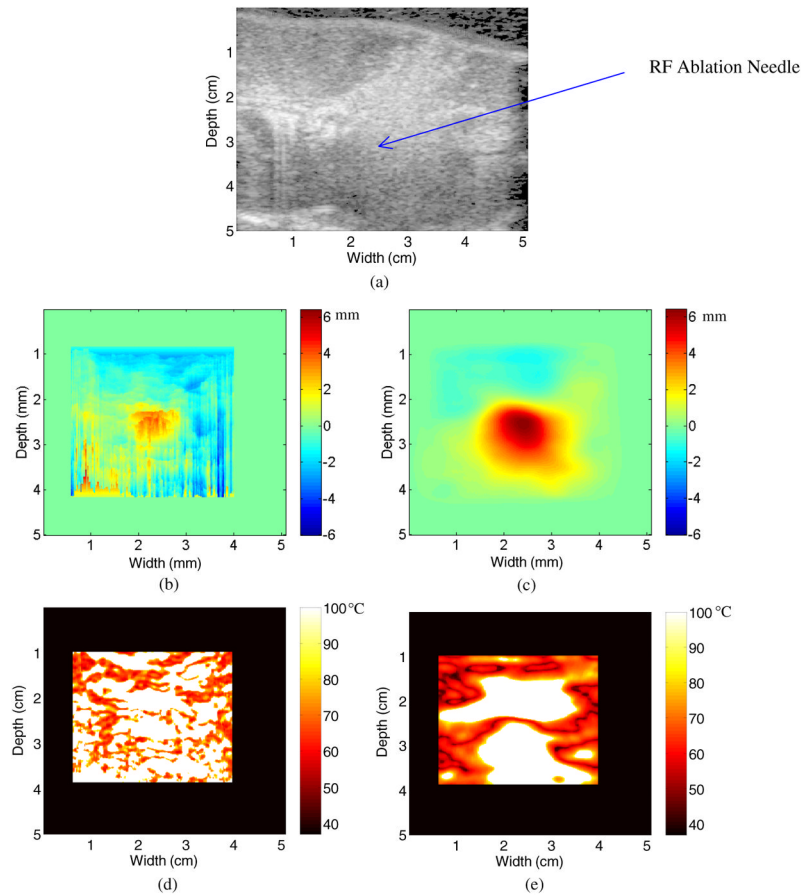 RF Ablation Needle
Depth (cm)
1
2
3
4
5
1 2 3 4 5
Width (cm)
(a)
Depth (mm)
1
2
3
4
5
1 2 3 4 5
Width (mm)
6 mm
4
2
0
-2
-4
-6
(b)
Depth (mm)
1
2
3
4
5
1 2 3 4 5
Width (mm)
6 mm
4
2
0
-2
-4
-6
(c)
Depth (cm)
1
2
3
4
5
1 2 3 4 5
Width (cm)
100 °C
90
80
70
60
50
40
(d)
Depth (cm)
1
2
3
4
5
1 2 3 4 5
Width (cm)
100 °C
90
80
70
60
50
40
(e)